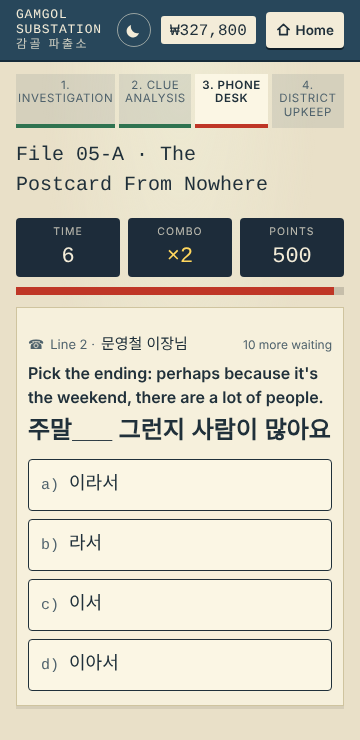 GAMGOL
SUBSTATION
감골 파출소
₩327,800
Home
1.
INVESTIGATION
2. CLUE
ANALYSIS
3. PHONE
DESK
4.
DISTRICT
UPKEEP
File 05-A · The
Postcard From Nowhere
TIME
6
COMBO
×2
POINTS
500
☎ Line 2 · 문영철 이장님
10 more waiting
Pick the ending: perhaps because it's
the weekend, there are a lot of people.
주말___ 그런지 사람이 많아요
a) 이라서
b) 라서
c) 이서
d) 이아서